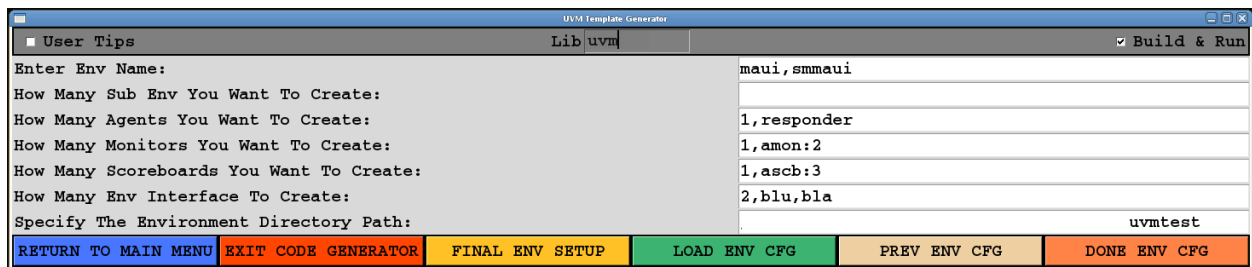 UVM Template Generator
User Tips Lib uvm Build & Run
Enter Env Name: maui,smmaui
How Many Sub Env You Want To Create:
How Many Agents You Want To Create: 1,responder
How Many Monitors You Want To Create: 1,amon:2
How Many Scoreboards You Want To Create: 1,ascb:3
How Many Env Interface To Create: 2,blu,bla
Specify The Environment Directory Path: uvmtest
RETURN TO MAIN MENU EXIT CODE GENERATOR FINAL ENV SETUP LOAD ENV CFG PREV ENV CFG DONE ENV CFG